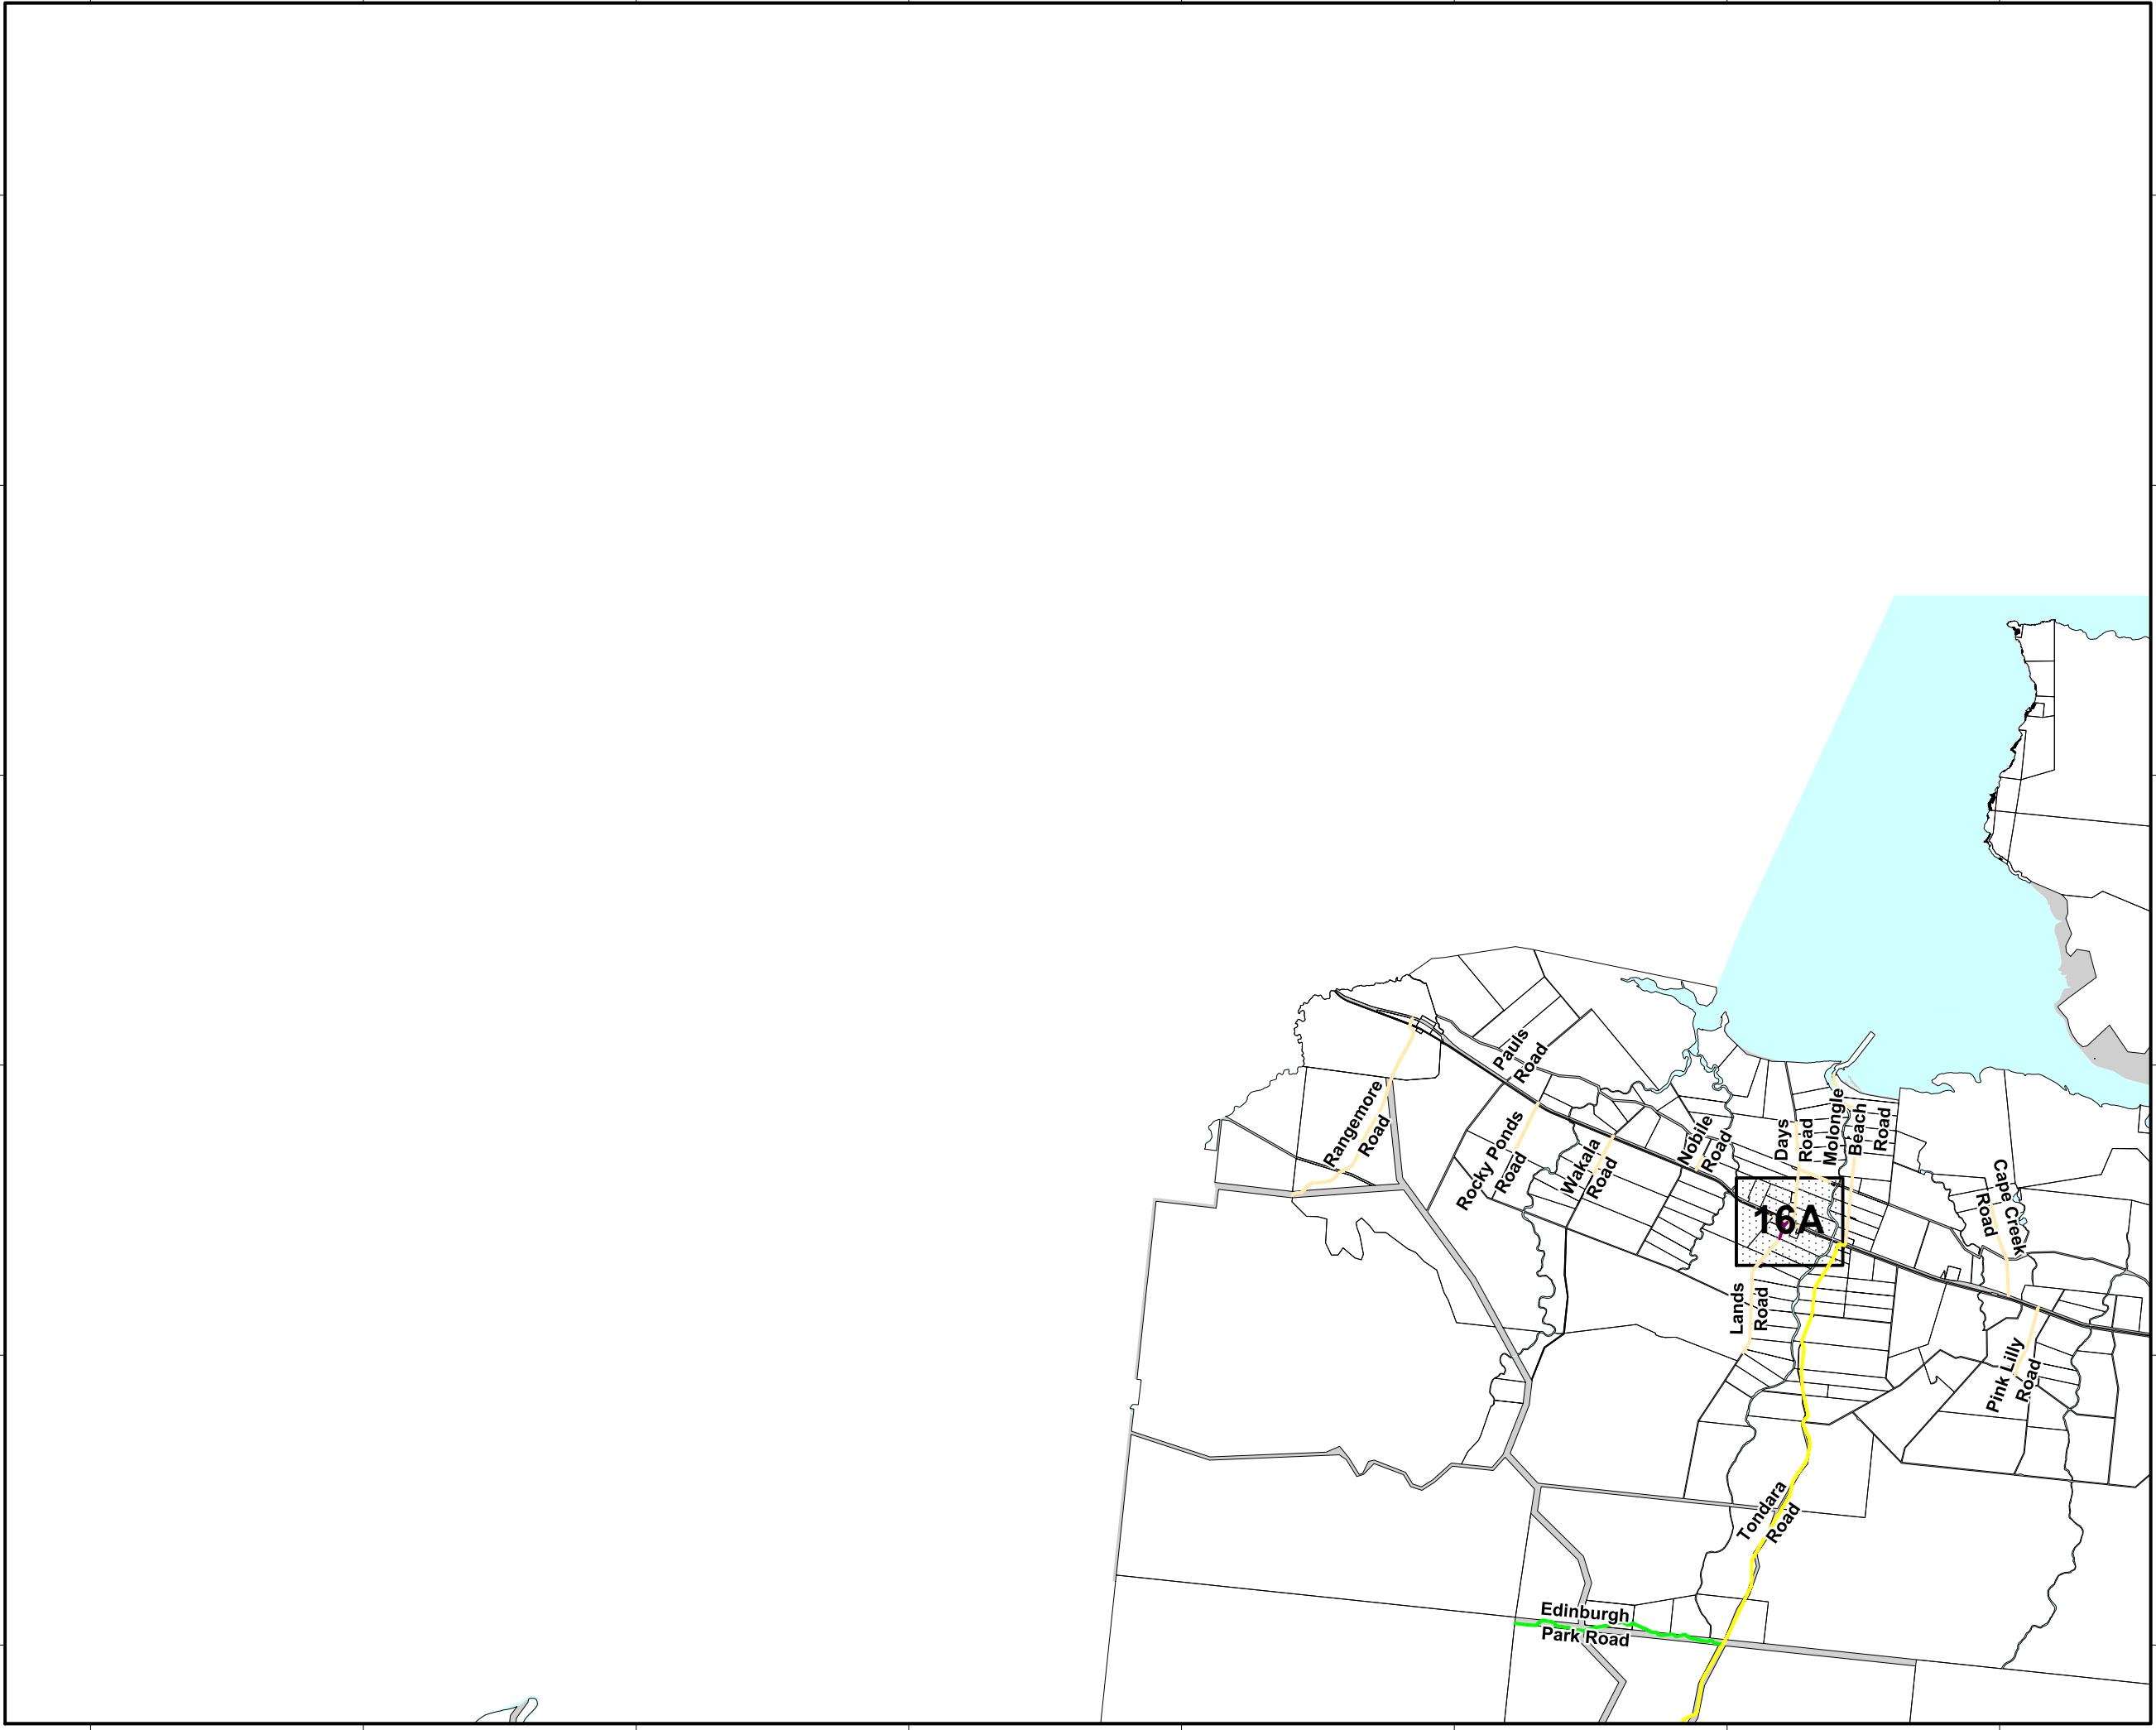 Pauls
Road
Rangemore
Road
Rocky Ponds
Road
Wakala
Road
Nobile
Road
Days
Road
Molongle
Beach
Road
Cape Creek
Road
16A
Lands
Road
Pink Lilly
Road
Tondara
Road
Edinburgh
Park Road